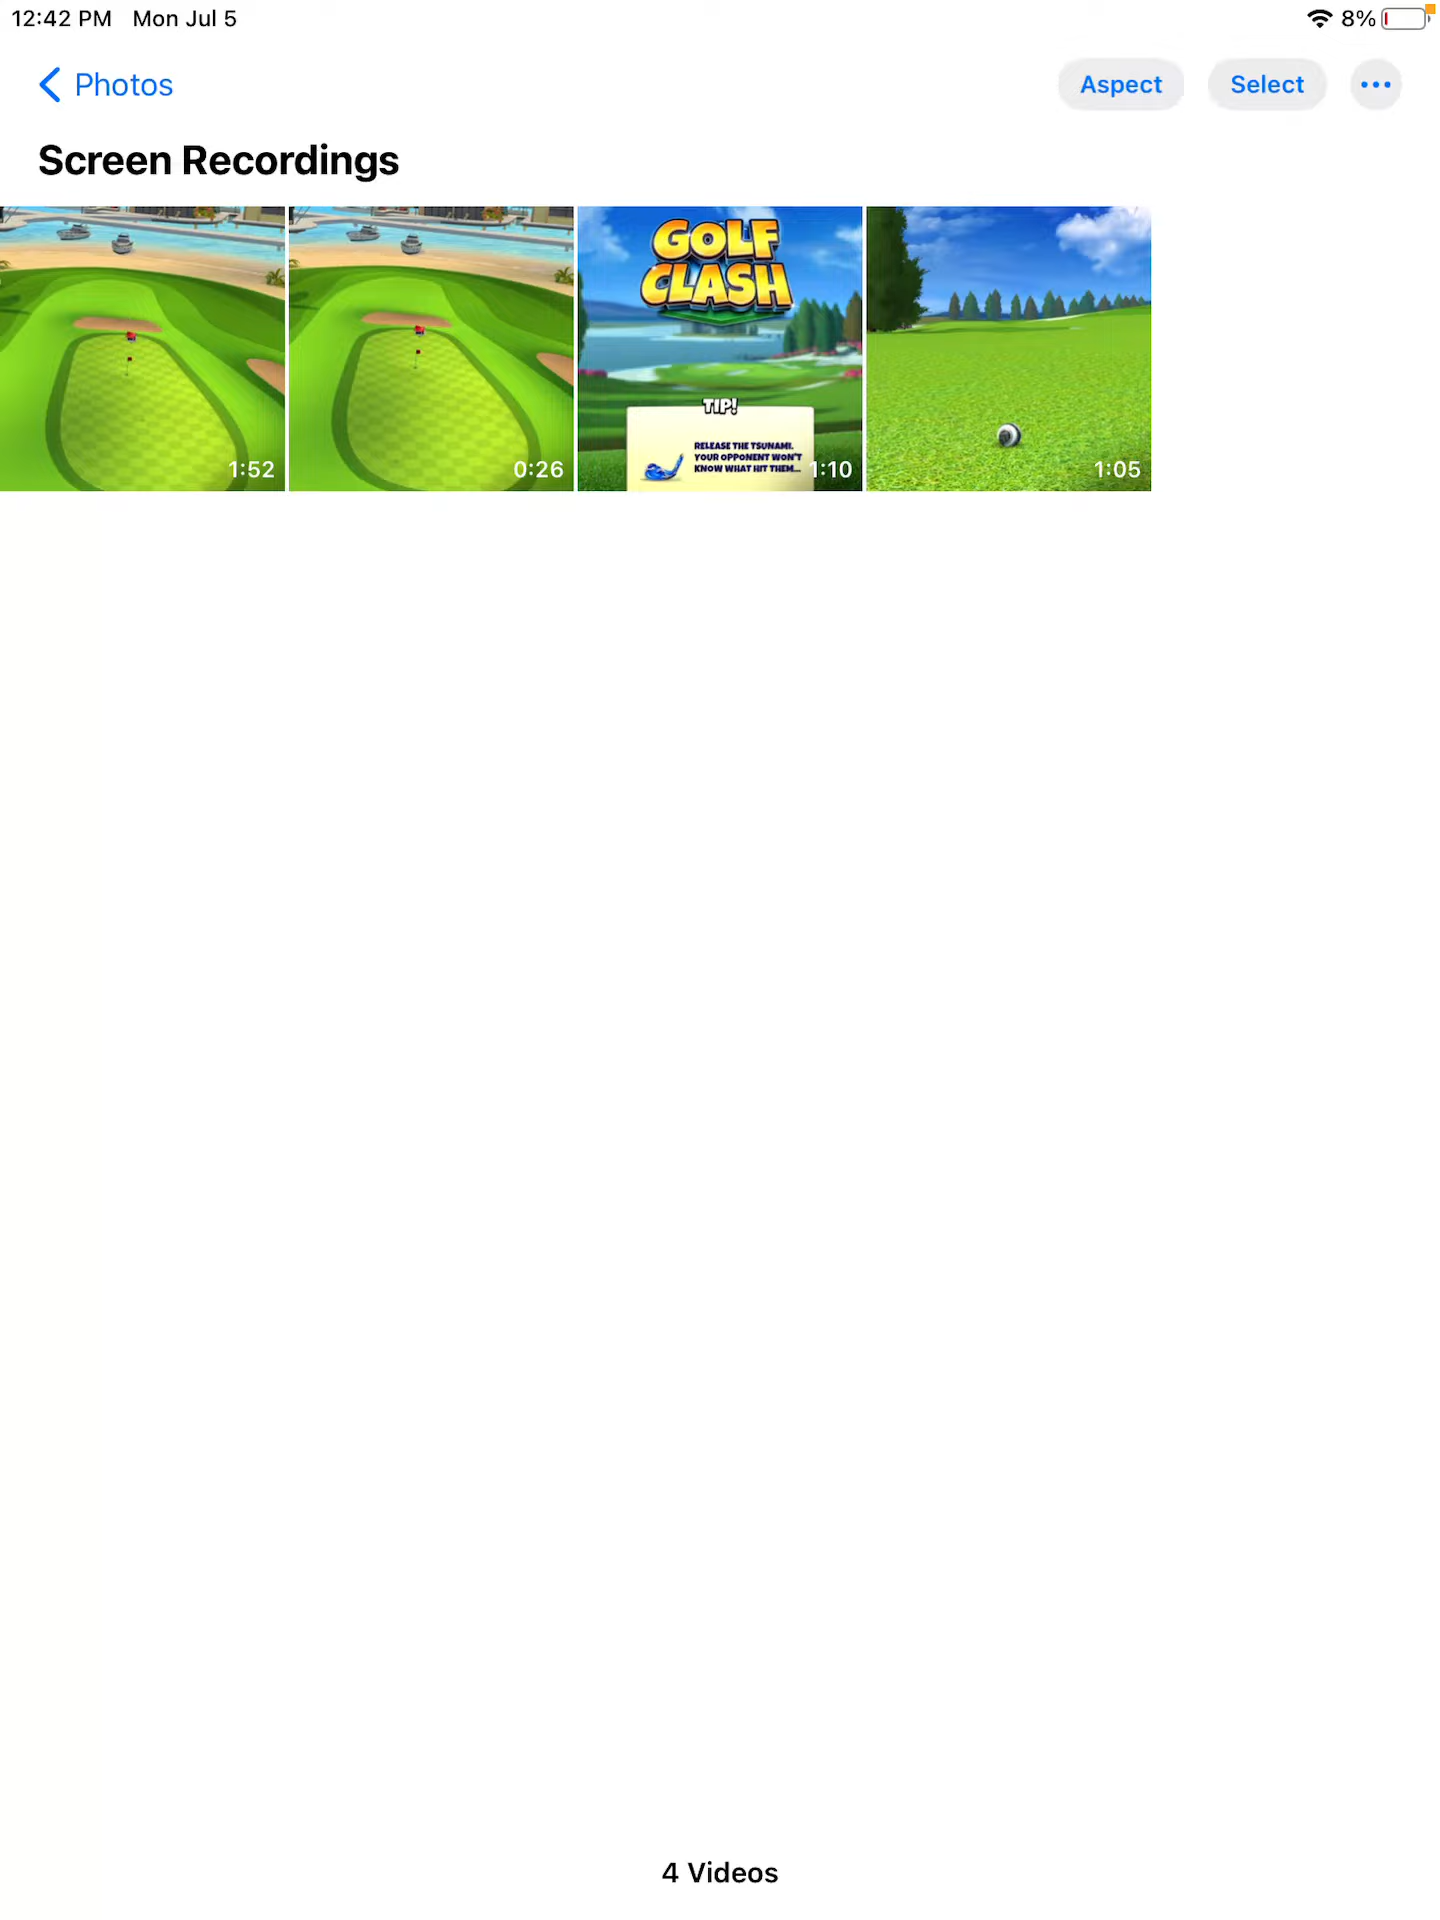 12:42 PM Mon Jul 5 8%
Photos Aspect Select
Screen Recordings
GOLF
CLASH
TIP!
RELEASE THE TSUNAMI.
YOUR OPPONENT WON'T
KNOW WHAT HIT THEM...
1:52 0:26 1:10 1:05
4 Videos